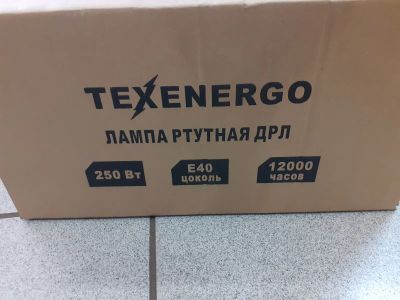 TEXENERGO
ЛАМПА РТУТНАЯ ДРЛ
250 Вт
E40
цоколь
12000
часов